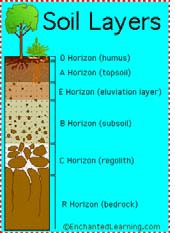 Soil Layers
O Horizon (humus)
A Horizon (topsoil)
E Horizon (eluviation layer)
B Horizon (subsoil)
C Horizon (regolith)
R Horizon (bedrock)
©EnchantedLearning.com